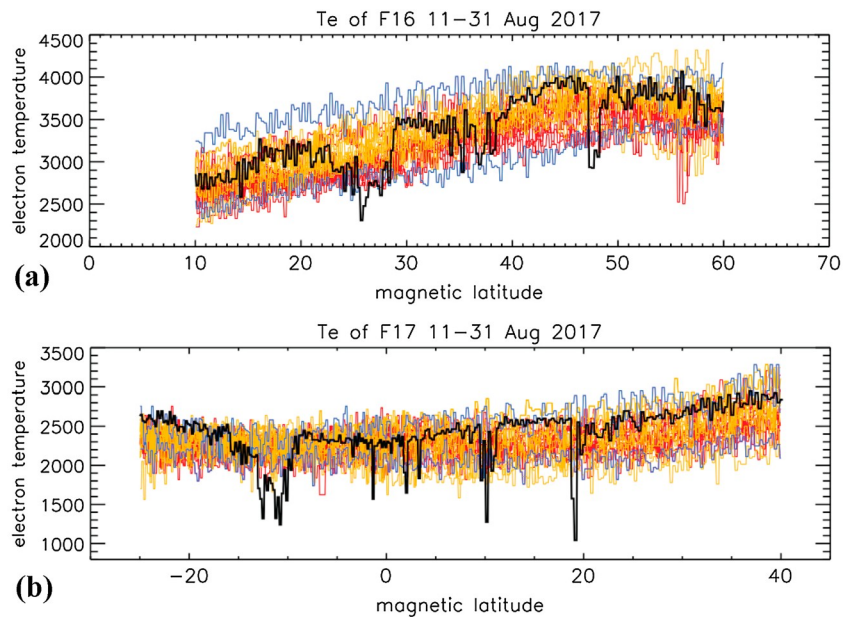 Te of F16 11−31 Aug 2017
4500
4000
3500
3000
2500
2000
electron temperature
0 10 20 30 40 50 60 70
(a)
magnetic latitude
Te of F17 11−31 Aug 2017
3500
3000
2500
2000
1500
1000
electron temperature
−20 0 20 40
(b)
magnetic latitude